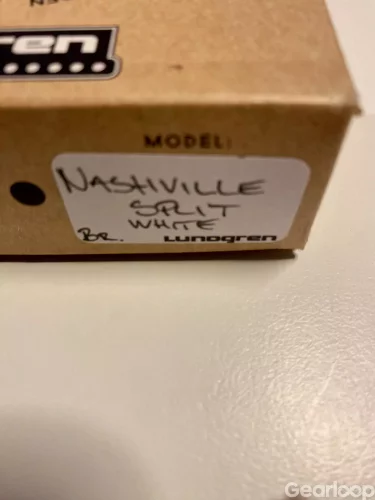 ren
MODEL:
NASHVILLE
SPLIT
WHITE
BR.
LUNDGREN
Gearloop